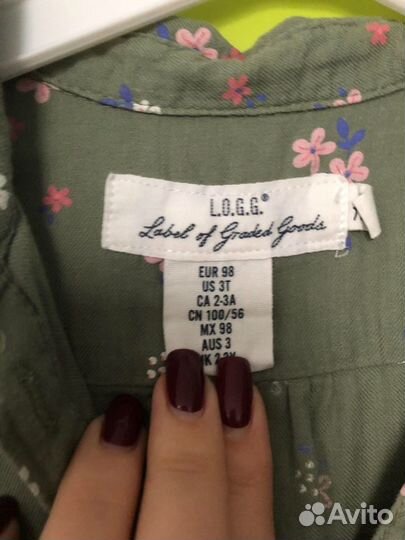 L.O.G.G.®
Label of Graded Goods
EUR 98
US 3T
CA 2-3A
CN 100/56
MX 98
AUS 3
Avito